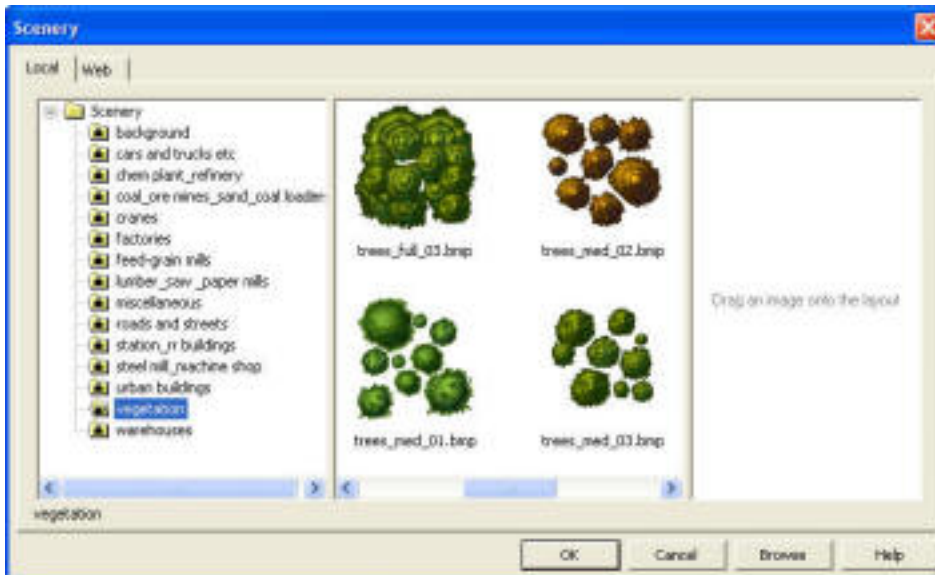 Scenery
Local
Web
Scenery
background
cars and trucks etc
chem plant_refinery
coal_ore mines_sand_coal loader
cranes
factories
feed-grain mills
lumber_saw _paper mills
miscellaneous
roads and streets
station_rr buildings
steel mill_machine shop
urban buildings
vegetation
warehouses
trees_full_03.bmp
trees_med_02.bmp
trees_med_01.bmp
trees_med_03.bmp
Drag an image onto the layout
vegetation
OK
Cancel
Browse
Help